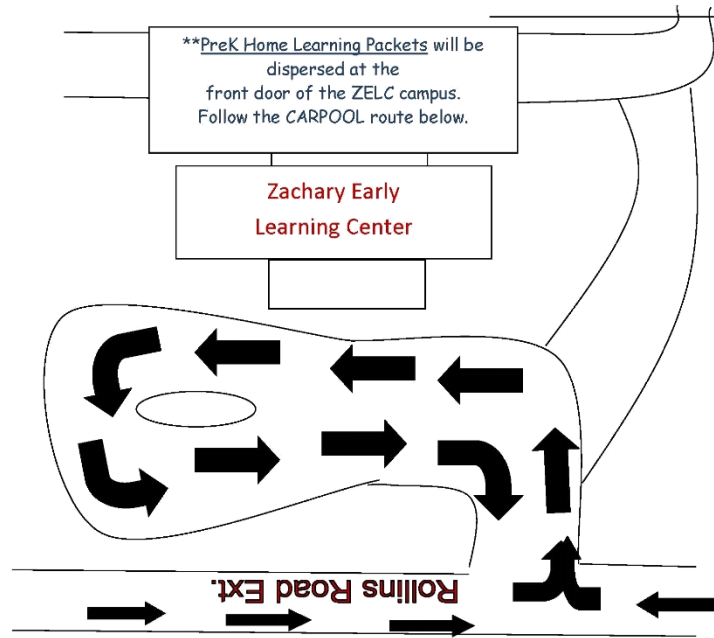 **PreK Home Learning Packets will be
dispersed at the
front door of the ZELC campus.
Follow the CARPOOL route below.
Zachary Early
Learning Center
Rollins Road Ext.